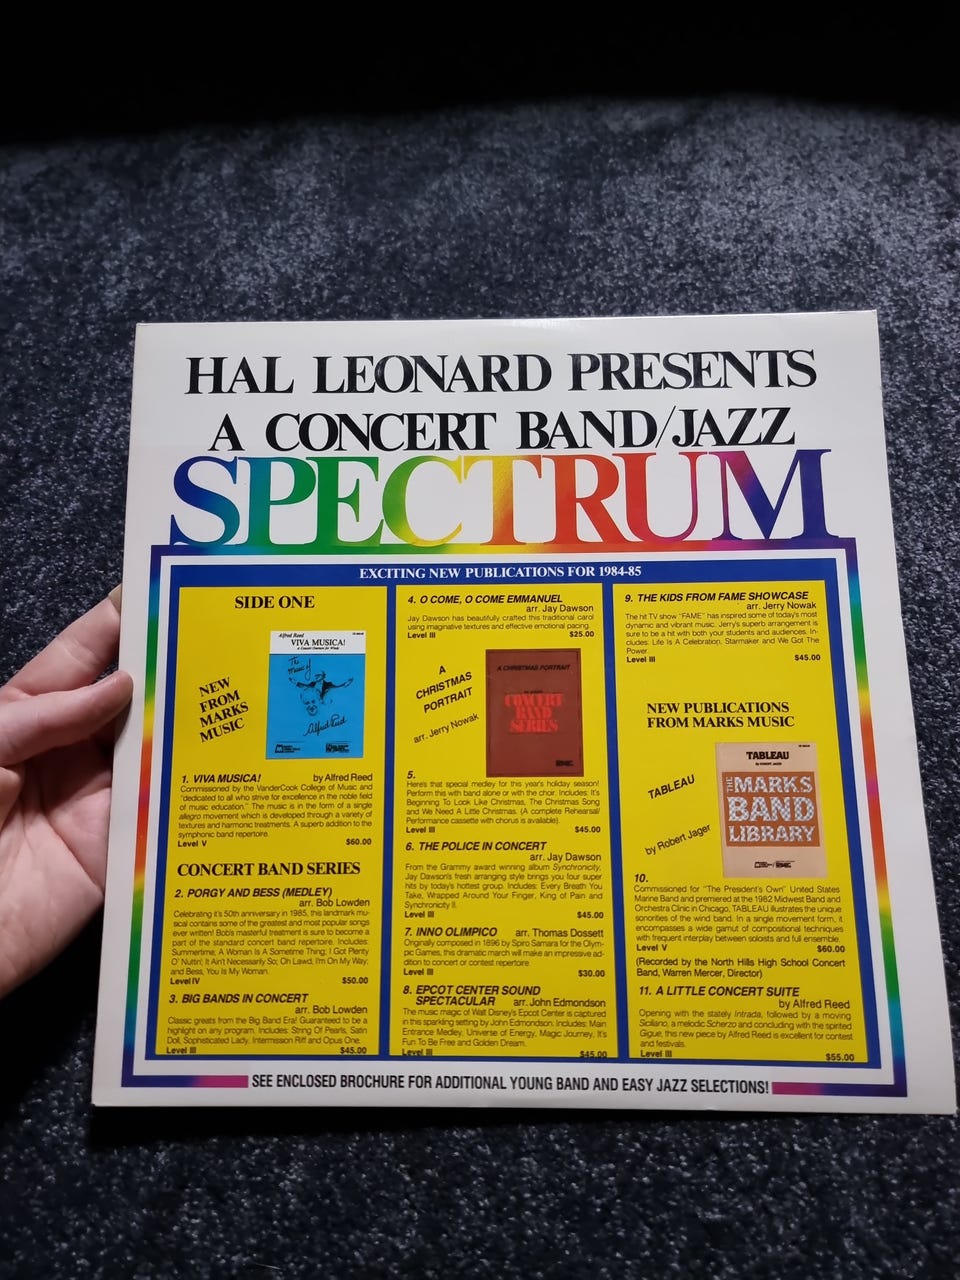 HAL LEONARD PRESENTS
A CONCERT BAND/JAZZ
SPECTRUM
EXCITING NEW PUBLICATIONS FOR 1984-85
SIDE ONE
Alfred Reed
VIVA MUSICA!
A Concert Overture for Winds
The Music of
Alfred Reed
NEW
FROM
MARKS
MUSIC
1. VIVA MUSICA! by Alfred Reed
Commissioned by the VanderCook College of Music and
"dedicated to all who strive for excellence in the noble field
of music education." The music is in the form of a single
allegro movement which is developed through a variety of
textures and harmonic treatments. A superb addition to the
symphonic band repertoire.
Level V $60.00
CONCERT BAND SERIES
2. PORGY AND BESS (MEDLEY)
arr. Bob Lowden
Celebrating it's 50th anniversary in 1985, this landmark mu-
sical contains some of the greatest and most popular songs
ever written! Bob's masterful treatment is sure to become a
part of the standard concert band repertoire. Includes:
Summertime, A Woman Is A Sometime Thing; I Got Plenty
O' Nuttin'; It Ain't Necessarily So; Oh Lawd, I'm On My Way;
and Bess, You Is My Woman.
Level IV $50.00
3. BIG BANDS IN CONCERT
arr. Bob Lowden
Classic greats from the Big Band Era! Guaranteed to be a
highlight on any program. Includes: String Of Pearls, Satin
Doll, Sophisticated Lady, Intermission Riff and Opus One.
Level III $45.00
4. O COME, O COME EMMANUEL
arr. Jay Dawson
Jay Dawson has beautifully crafted this traditional carol
using imaginative textures and effective emotional pacing.
Level III $25.00
A
CHRISTMAS
PORTRAIT
arr. Jerry Nowak
A CHRISTMAS PORTRAIT
CONCERT
BAND
SERIES
5.
Here's that special medley for this year's holiday season!
Perform this with band alone or with the choir. Includes: It's
Beginning To Look Like Christmas, The Christmas Song
and We Need A Little Christmas. (A complete Rehearsal/
Performance cassette with chorus is available).
Level III $45.00
6. THE POLICE IN CONCERT
arr. Jay Dawson
From the Grammy award winning album Synchronicity,
Jay Dawson's fresh arranging style brings you four super
hits by today's hottest group. Includes: Every Breath You
Take, Wrapped Around Your Finger, King of Pain and
Synchronicity II.
Level III $45.00
7. INNO OLIMPICO arr. Thomas Dossett
Originally composed in 1896 by Spiro Samara for the Olym-
pic Games, this dramatic march will make an impressive ad-
dition to concert or contest repertoire.
Level III $30.00
8. EPCOT CENTER SOUND
SPECTACULAR arr. John Edmondson
The music magic of Walt Disney's Epcot Center is captured
in this sparkling setting by John Edmondson. Includes: Main
Entrance Medley, Universe of Energy, Magic Journey, It's
Fun To Be Free and Golden Dream.
Level III $45.00
9. THE KIDS FROM FAME SHOWCASE
arr. Jerry Nowak
The hit TV show "FAME" has inspired some of today's most
dynamic and vibrant music. Jerry's superb arrangement is
sure to be a hit with both your students and audiences. In-
cludes: Life Is A Celebration, Starmaker and We Got The
Power.
Level III $45.00
NEW PUBLICATIONS
FROM MARKS MUSIC
TABLEAU
by Robert Jager
TABLEAU
By ROBERT JAGER
THE MARKS
BAND
LIBRARY
10.
Commissioned for "The President's Own" United States
Marine Band and premiered at the 1982 Midwest Band and
Orchestra Clinic in Chicago, TABLEAU illustrates the unique
sonorities of the wind band. In a single movement form, it
encompasses a wide gamut of compositional techniques
with frequent interplay between soloists and full ensemble.
Level V $60.00
(Recorded by the North Hills High School Concert
Band, Warren Mercer, Director)
11. A LITTLE CONCERT SUITE
by Alfred Reed
Opening with the stately Intrada, followed by a moving
Siciliano, a melodic Scherzo and concluding with the spirited
Gigue, this new piece by Alfred Reed is excellent for contest
and festivals.
Level III $55.00
SEE ENCLOSED BROCHURE FOR ADDITIONAL YOUNG BAND AND EASY JAZZ SELECTIONS!